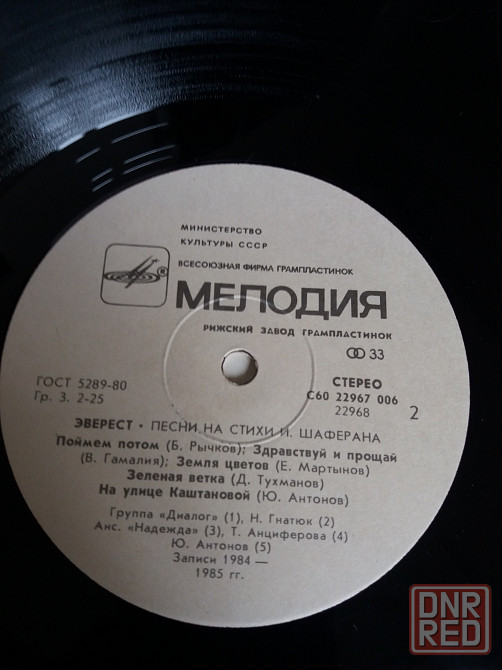 МИНИСТЕРСТВО
КУЛЬТУРЫ СССР
ВСЕСОЮЗНАЯ ФИРМА ГРАМПЛАСТИНОК
®
МЕЛОДИЯ
РИЖСКИЙ ЗАВОД ГРАМПЛАСТИНОК
33
ГОСТ 5289-80
Гр. 3. 2-25
СТЕРЕО
С60 22967 006
22968
2
ЭВЕРЕСТ • ПЕСНИ НА СТИХИ И. ШАФЕРАНА
Поймем потом (Б. Рычков); Здравствуй и прощай
(В. Гамалия); Земля цветов (Е. Мартынов)
Зеленая ветка (Д. Тухманов)
На улице Каштановой (Ю. Антонов)
Группа «Диалог» (1), Н. Гнатюк (2)
Анс. «Надежда» (3), Т. Анциферова (4)
Ю. Антонов (5)
Записи 1984 —
1985 гг.
DNR
RED